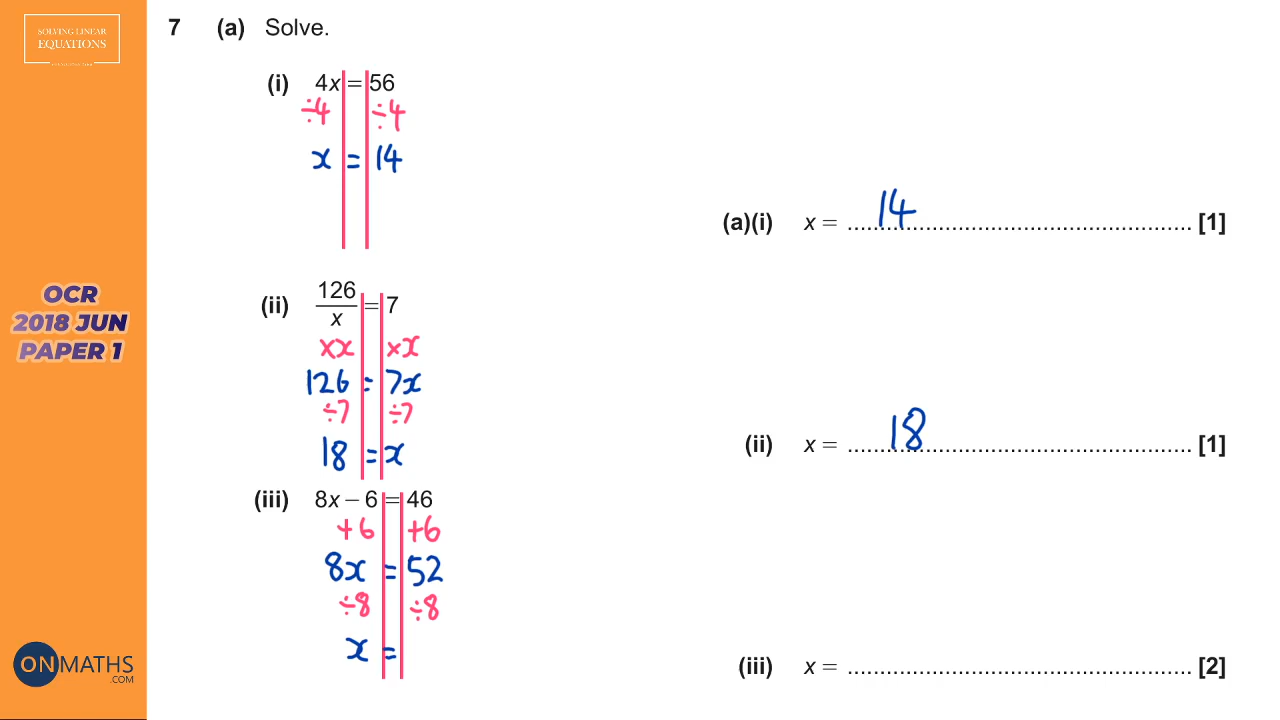 SOLVING LINEAR
EQUATIONS
OCR
2018 JUN
PAPER 1
ONMATHS
.COM
7 (a) Solve.
(i) 4x = 56
÷4 ÷4
x = 14
(a)(i) x = 14 [1]
(ii) 126/x = 7
×x ×x
126 = 7x
÷7 ÷7
18 = x
(ii) x = 18 [1]
(iii) 8x − 6 = 46
+6 +6
8x = 52
÷8 ÷8
x =
(iii) x = [2]